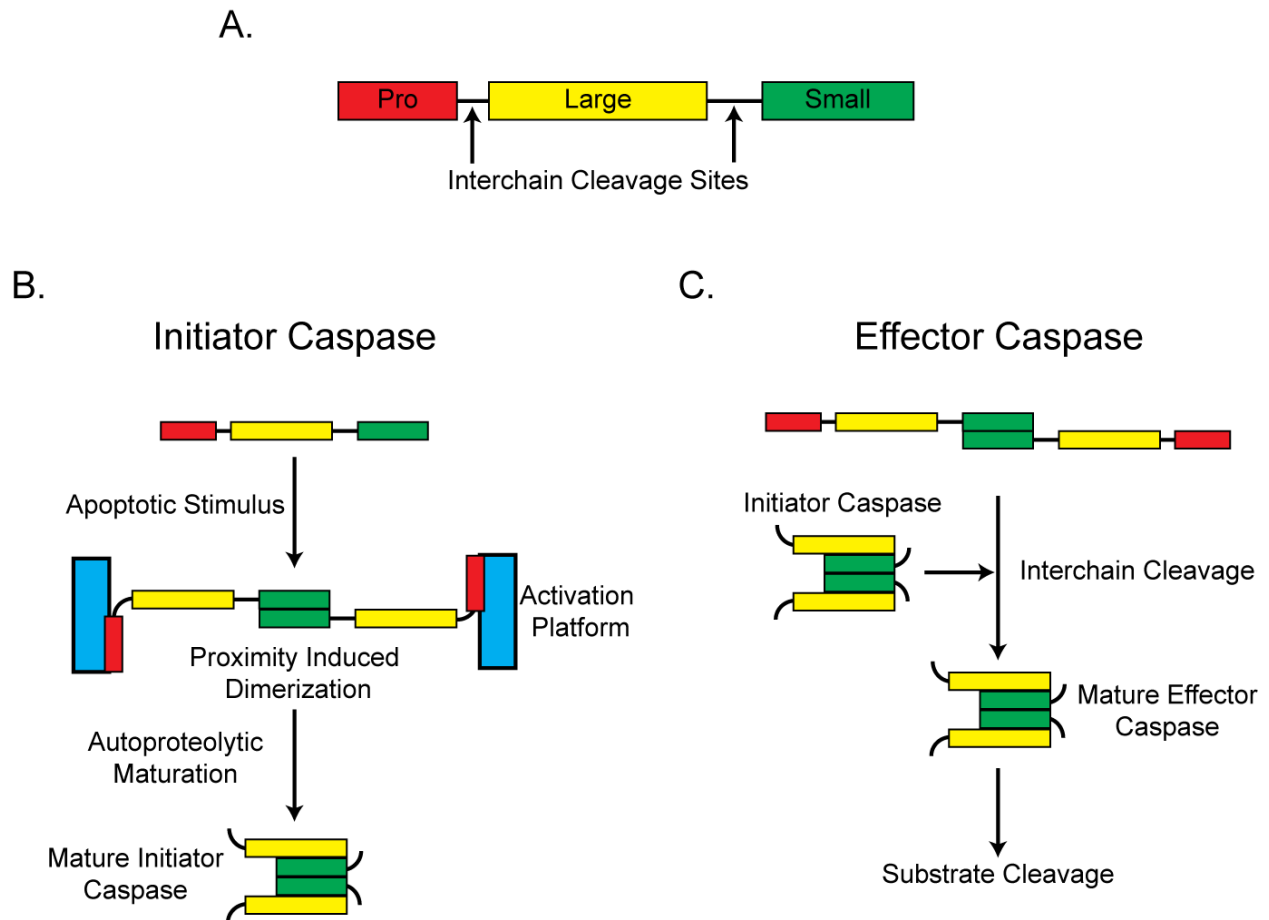 A.
Pro
Large
Small
Interchain Cleavage Sites
B.
Initiator Caspase
Apoptotic Stimulus
Activation
Platform
Proximity Induced
Dimerization
Autoproteolytic
Maturation
Mature Initiator
Caspase
C.
Effector Caspase
Initiator Caspase
Interchain Cleavage
Mature Effector
Caspase
Substrate Cleavage